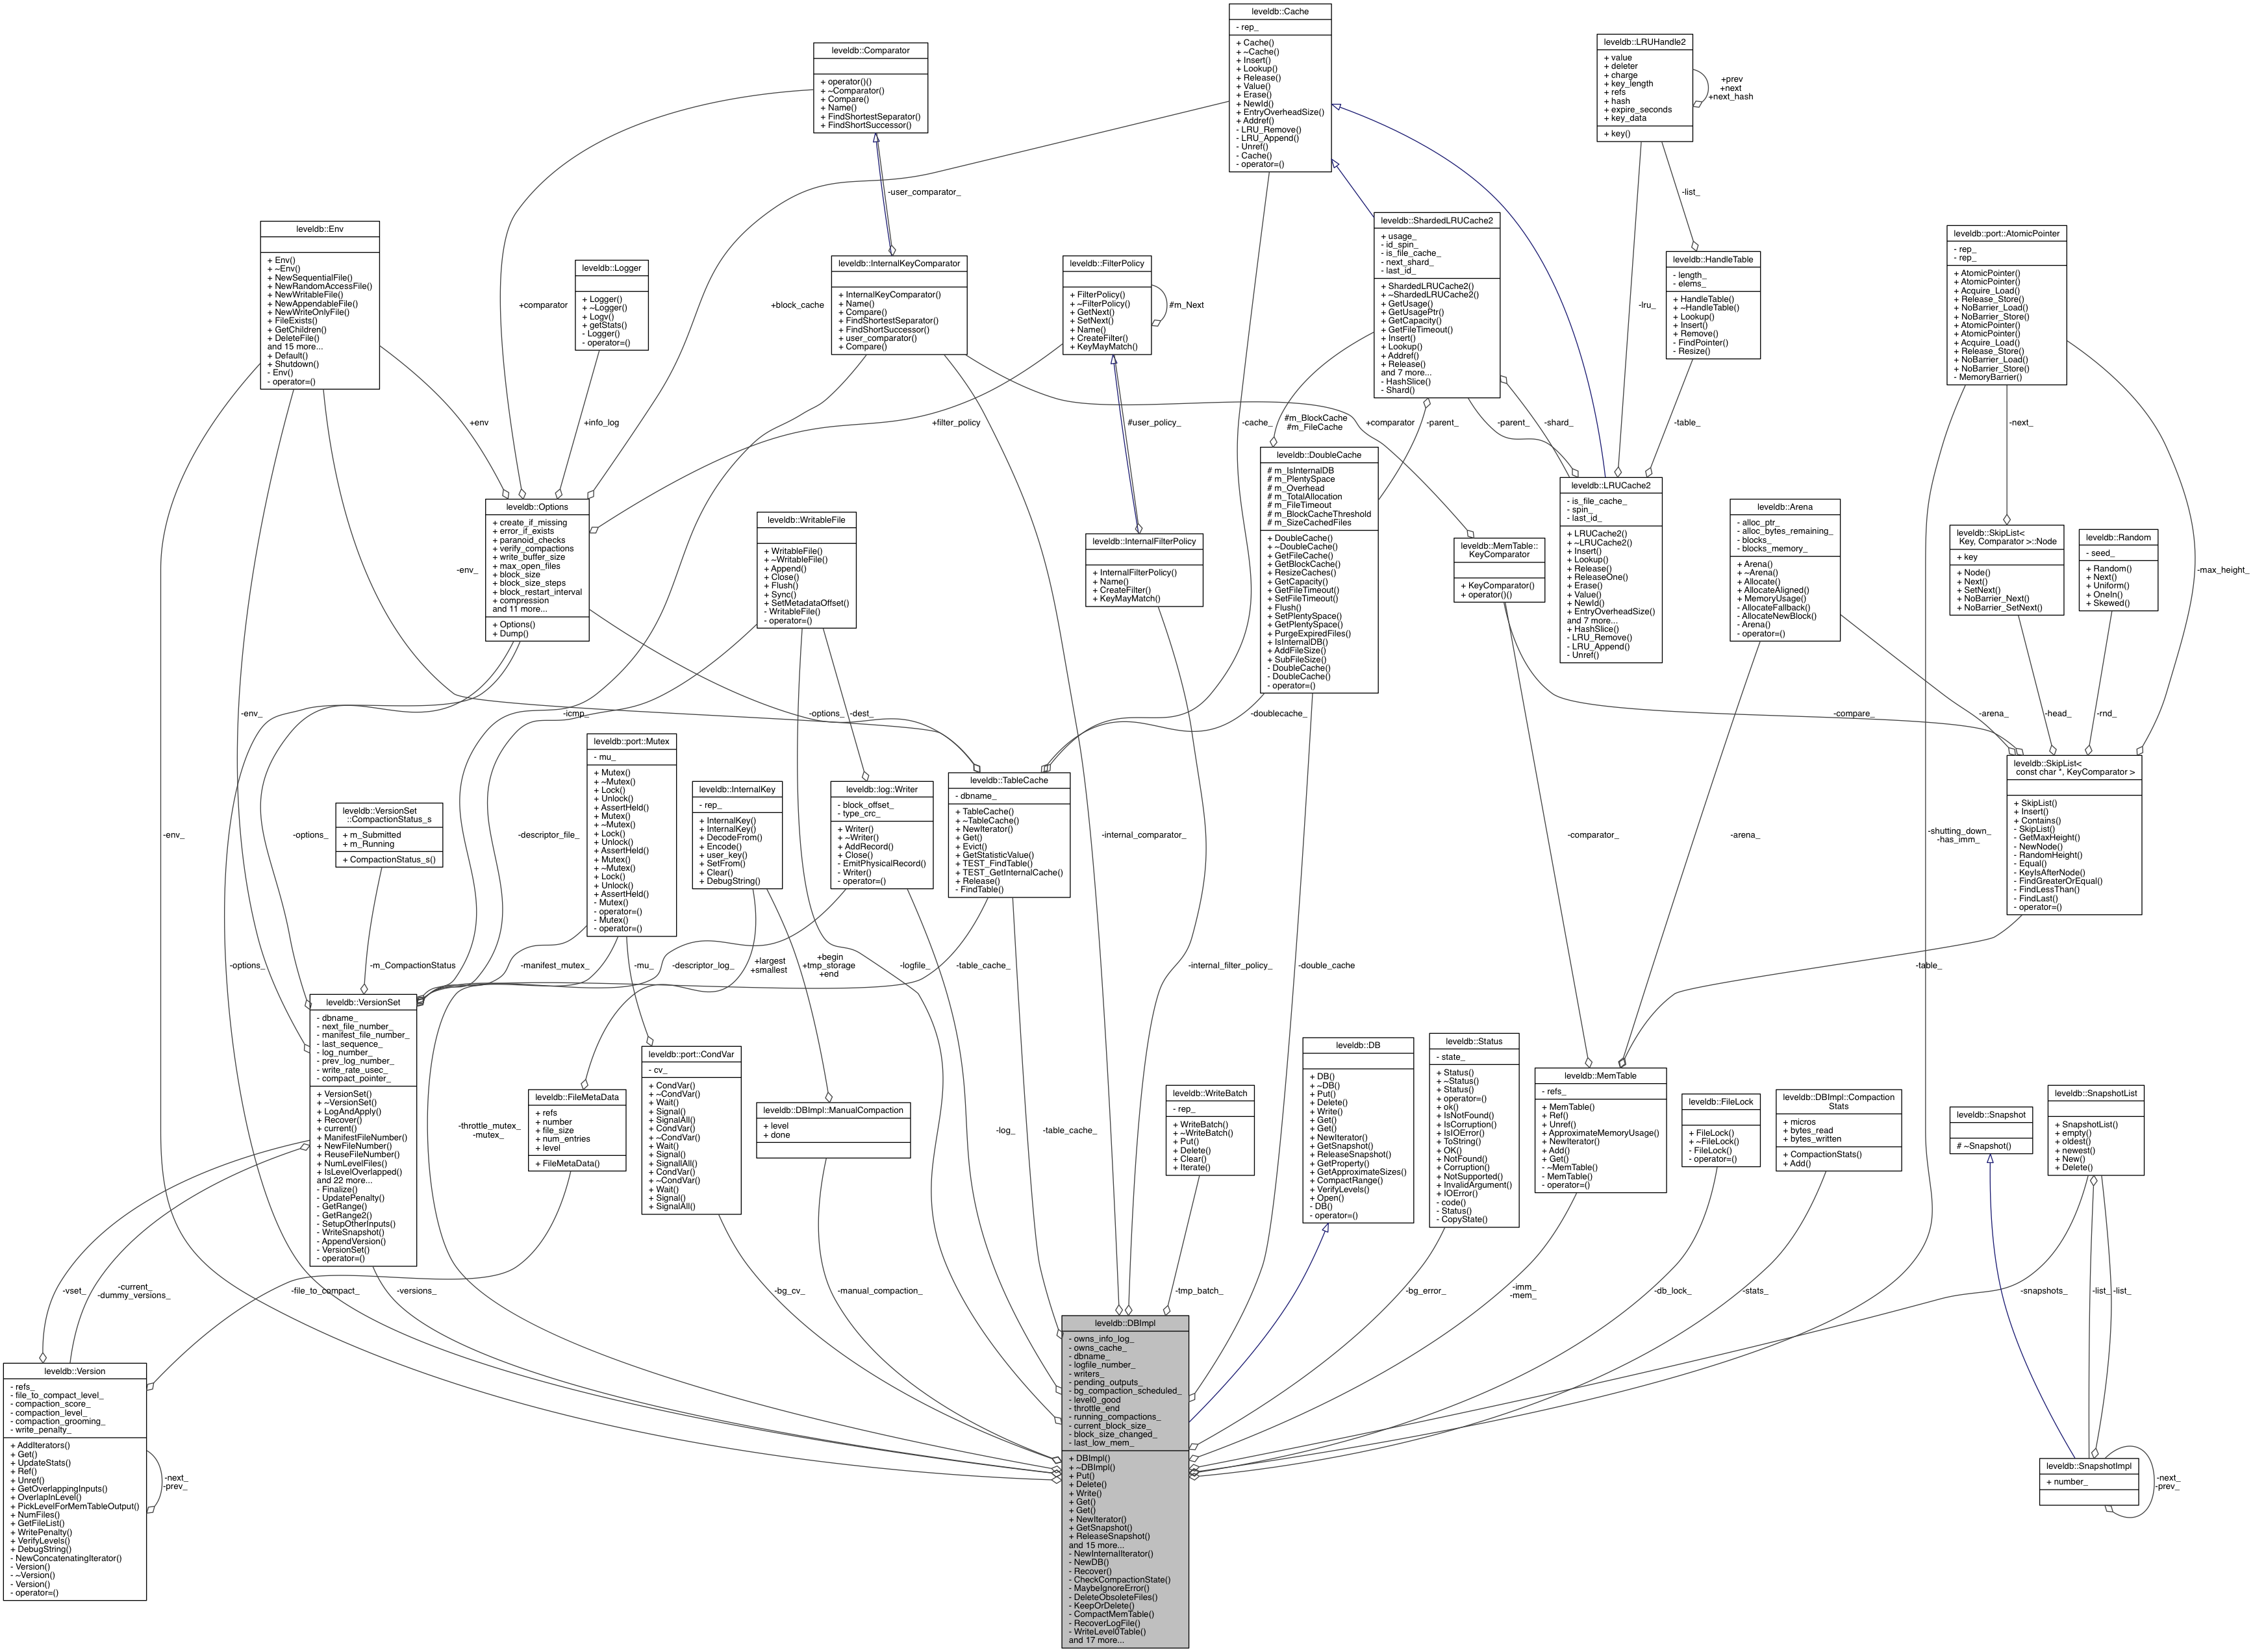 leveldb::Cache
- rep_
+ Cache()
+ ~Cache()
+ Insert()
+ Lookup()
+ Release()
+ Value()
+ Erase()
+ NewId()
+ EntryOverheadSize()
+ Addref()
- LRU_Remove()
- LRU_Append()
- Unref()
- Cache()
- operator=()
leveldb::Comparator
+ operator()()
+ ~Comparator()
+ Compare()
+ Name()
+ FindShortestSeparator()
+ FindShortSuccessor()
leveldb::LRUHandle2
+ value
+ deleter
+ charge
+ key_length
+ refs
+ hash
+ expire_seconds
+ key_data
+ key()
+prev
+next
+next_hash
-user_comparator_
-list_
leveldb::Env
+ Env()
+ ~Env()
+ NewSequentialFile()
+ NewRandomAccessFile()
+ NewWritableFile()
+ NewAppendableFile()
+ NewWriteOnlyFile()
+ FileExists()
+ GetChildren()
+ DeleteFile()
and 15 more...
+ Default()
+ Shutdown()
- Env()
- operator=()
leveldb::Logger
+ Logger()
+ ~Logger()
+ Logv()
+ getStats()
- Logger()
- operator=()
+comparator
+block_cache
leveldb::InternalKeyComparator
+ InternalKeyComparator()
+ Name()
+ Compare()
+ FindShortestSeparator()
+ FindShortSuccessor()
+ user_comparator()
+ Compare()
leveldb::FilterPolicy
+ FilterPolicy()
+ ~FilterPolicy()
+ GetNext()
+ SetNext()
+ Name()
+ CreateFilter()
+ KeyMayMatch()
#m_Next
leveldb::ShardedLRUCache2
+ usage_
- id_spin_
- is_file_cache_
- next_shard_
- last_id_
+ ShardedLRUCache2()
+ ~ShardedLRUCache2()
+ GetUsage()
+ GetUsagePtr()
+ GetCapacity()
+ GetFileTimeout()
+ Insert()
+ Lookup()
+ Addref()
+ Release()
and 7 more...
- HashSlice()
- Shard()
-lru_
leveldb::HandleTable
- length_
- elems_
+ HandleTable()
+ ~HandleTable()
+ Lookup()
+ Insert()
+ Remove()
- FindPointer()
- Resize()
leveldb::port::AtomicPointer
- rep_
- rep_
+ AtomicPointer()
+ AtomicPointer()
+ Acquire_Load()
+ Release_Store()
+ NoBarrier_Load()
+ NoBarrier_Store()
+ AtomicPointer()
+ AtomicPointer()
+ Acquire_Load()
+ Release_Store()
+ NoBarrier_Load()
+ NoBarrier_Store()
- MemoryBarrier()
+env
+info_log
+filter_policy
#user_policy_
-cache_
#m_BlockCache
#m_FileCache
+comparator
-parent_
-parent_
-shard_
-table_
-next_
leveldb::Options
+ create_if_missing
+ error_if_exists
+ paranoid_checks
+ verify_compactions
+ write_buffer_size
+ max_open_files
+ block_size
+ block_size_steps
+ block_restart_interval
+ compression
and 11 more...
+ Options()
+ Dump()
leveldb::WritableFile
+ WritableFile()
+ ~WritableFile()
+ Append()
+ Close()
+ Flush()
+ Sync()
+ SetMetadataOffset()
- WritableFile()
- operator=()
leveldb::InternalFilterPolicy
+ InternalFilterPolicy()
+ Name()
+ CreateFilter()
+ KeyMayMatch()
leveldb::DoubleCache
# m_IsInternalDB
# m_PlentySpace
# m_Overhead
# m_TotalAllocation
# m_FileTimeout
# m_BlockCacheThreshold
# m_SizeCachedFiles
+ DoubleCache()
+ ~DoubleCache()
+ GetFileCache()
+ GetBlockCache()
+ ResizeCaches()
+ GetCapacity()
+ GetFileTimeout()
+ SetFileTimeout()
+ Flush()
+ SetPlentySpace()
+ GetPlentySpace()
+ PurgeExpiredFiles()
+ IsInternalDB()
+ AddFileSize()
+ SubFileSize()
- DoubleCache()
- DoubleCache()
- operator=()
leveldb::MemTable::
KeyComparator
+ KeyComparator()
+ operator()()
leveldb::LRUCache2
- is_file_cache_
- spin_
- last_id_
+ LRUCache2()
+ ~LRUCache2()
+ Insert()
+ Lookup()
+ Release()
+ ReleaseOne()
+ Erase()
+ Value()
+ NewId()
+ EntryOverheadSize()
and 7 more...
+ HashSlice()
- LRU_Remove()
- LRU_Append()
- Unref()
leveldb::Arena
- alloc_ptr_
- alloc_bytes_remaining_
- blocks_
- blocks_memory_
+ Arena()
+ ~Arena()
+ Allocate()
+ AllocateAligned()
+ MemoryUsage()
- AllocateFallback()
- AllocateNewBlock()
- Arena()
- operator=()
leveldb::SkipList<
Key, Comparator >::Node
+ key
+ Node()
+ Next()
+ SetNext()
+ NoBarrier_Next()
+ NoBarrier_SetNext()
leveldb::Random
- seed_
+ Random()
+ Next()
+ Uniform()
+ OneIn()
+ Skewed()
-env_
-max_height_
-env_
-icmp_
-options_
-dest_
-doublecache_
-compare_
-arena_
-head_
-rnd_
leveldb::port::Mutex
- mu_
+ Mutex()
+ ~Mutex()
+ Lock()
+ Unlock()
+ AssertHeld()
+ Mutex()
+ ~Mutex()
+ Lock()
+ Unlock()
+ AssertHeld()
+ Mutex()
+ ~Mutex()
+ Lock()
+ Unlock()
+ AssertHeld()
- Mutex()
- operator=()
- Mutex()
- operator=()
leveldb::VersionSet
::CompactionStatus_s
+ m_Submitted
+ m_Running
+ CompactionStatus_s()
leveldb::InternalKey
- rep_
+ InternalKey()
+ InternalKey()
+ DecodeFrom()
+ Encode()
+ user_key()
+ SetFrom()
+ Clear()
+ DebugString()
leveldb::log::Writer
- block_offset_
- type_crc_
+ Writer()
+ ~Writer()
+ AddRecord()
+ Close()
- EmitPhysicalRecord()
- Writer()
- operator=()
leveldb::TableCache
- dbname_
+ TableCache()
+ ~TableCache()
+ NewIterator()
+ Get()
+ Evict()
+ GetStatisticValue()
+ TEST_FindTable()
+ TEST_GetInternalCache()
+ Release()
- FindTable()
leveldb::SkipList<
const char *, KeyComparator >
+ SkipList()
+ Insert()
+ Contains()
- SkipList()
- GetMaxHeight()
- NewNode()
- RandomHeight()
- Equal()
- KeyIsAfterNode()
- FindGreaterOrEqual()
- FindLessThan()
- FindLast()
- operator=()
-env_
-options_
-descriptor_file_
-internal_comparator_
-comparator_
-arena_
-shutting_down_
-has_imm_
-options_
-m_CompactionStatus
-manifest_mutex_
-mu_
-descriptor_log_
+largest
+smallest
+begin
+tmp_storage
+end
-logfile_
-table_cache_
-internal_filter_policy_
-double_cache
-table_
leveldb::VersionSet
- dbname_
- next_file_number_
- manifest_file_number_
- last_sequence_
- log_number_
- prev_log_number_
- write_rate_usec_
- compact_pointer_
+ VersionSet()
+ ~VersionSet()
+ LogAndApply()
+ Recover()
+ current()
+ ManifestFileNumber()
+ NewFileNumber()
+ ReuseFileNumber()
+ NumLevelFiles()
+ IsLevelOverlapped()
and 22 more...
- Finalize()
- UpdatePenalty()
- GetRange()
- GetRange2()
- SetupOtherInputs()
- WriteSnapshot()
- AppendVersion()
- VersionSet()
- operator=()
-throttle_mutex_
-mutex_
leveldb::FileMetaData
+ refs
+ number
+ file_size
+ num_entries
+ level
+ FileMetaData()
leveldb::port::CondVar
- cv_
+ CondVar()
+ ~CondVar()
+ Wait()
+ Signal()
+ SignalAll()
+ CondVar()
+ ~CondVar()
+ Wait()
+ Signal()
+ SignallAll()
+ CondVar()
+ ~CondVar()
+ Wait()
+ Signal()
+ SignalAll()
leveldb::DBImpl::ManualCompaction
+ level
+ done
-log_
-table_cache_
leveldb::WriteBatch
- rep_
+ WriteBatch()
+ ~WriteBatch()
+ Put()
+ Delete()
+ Clear()
+ Iterate()
leveldb::DB
+ DB()
+ ~DB()
+ Put()
+ Delete()
+ Write()
+ Get()
+ Get()
+ NewIterator()
+ GetSnapshot()
+ ReleaseSnapshot()
+ GetProperty()
+ GetApproximateSizes()
+ CompactRange()
+ VerifyLevels()
+ Open()
- DB()
- operator=()
leveldb::Status
- state_
+ Status()
+ ~Status()
+ Status()
+ operator=()
+ ok()
+ IsNotFound()
+ IsCorruption()
+ IsIOError()
+ ToString()
+ OK()
+ NotFound()
+ Corruption()
+ NotSupported()
+ InvalidArgument()
+ IOError()
- code()
- Status()
- CopyState()
leveldb::MemTable
- refs_
+ MemTable()
+ Ref()
+ Unref()
+ ApproximateMemoryUsage()
+ NewIterator()
+ Add()
+ Get()
- ~MemTable()
- MemTable()
- operator=()
leveldb::FileLock
+ FileLock()
+ ~FileLock()
- FileLock()
- operator=()
leveldb::DBImpl::Compaction
Stats
+ micros
+ bytes_read
+ bytes_written
+ CompactionStats()
+ Add()
leveldb::Snapshot
# ~Snapshot()
leveldb::SnapshotList
+ SnapshotList()
+ empty()
+ oldest()
+ newest()
+ New()
+ Delete()
-vset_
-current_
-dummy_versions_
-file_to_compact_
-versions_
-bg_cv_
-manual_compaction_
-tmp_batch_
-bg_error_
-imm_
-mem_
-db_lock_
-stats_
-snapshots_
-list_
-list_
leveldb::Version
- refs_
- file_to_compact_level_
- compaction_score_
- compaction_level_
- compaction_grooming_
- write_penalty_
+ AddIterators()
+ Get()
+ UpdateStats()
+ Ref()
+ Unref()
+ GetOverlappingInputs()
+ OverlapInLevel()
+ PickLevelForMemTableOutput()
+ NumFiles()
+ GetFileList()
+ WritePenalty()
+ VerifyLevels()
+ DebugString()
- NewConcatenatingIterator()
- Version()
- ~Version()
- Version()
- operator=()
-next_
-prev_
leveldb::DBImpl
- owns_info_log_
- owns_cache_
- dbname_
- logfile_number_
- writers_
- pending_outputs_
- bg_compaction_scheduled_
- level0_good
- throttle_end
- running_compactions_
- current_block_size_
- block_size_changed_
- last_low_mem_
+ DBImpl()
+ ~DBImpl()
+ Put()
+ Delete()
+ Write()
+ Get()
+ Get()
+ NewIterator()
+ GetSnapshot()
+ ReleaseSnapshot()
and 15 more...
- NewInternalIterator()
- NewDB()
- Recover()
- CheckCompactionState()
- MaybeIgnoreError()
- DeleteObsoleteFiles()
- KeepOrDelete()
- CompactMemTable()
- RecoverLogFile()
- WriteLevel0Table()
and 17 more...
leveldb::SnapshotImpl
+ number_
-next_
-prev_